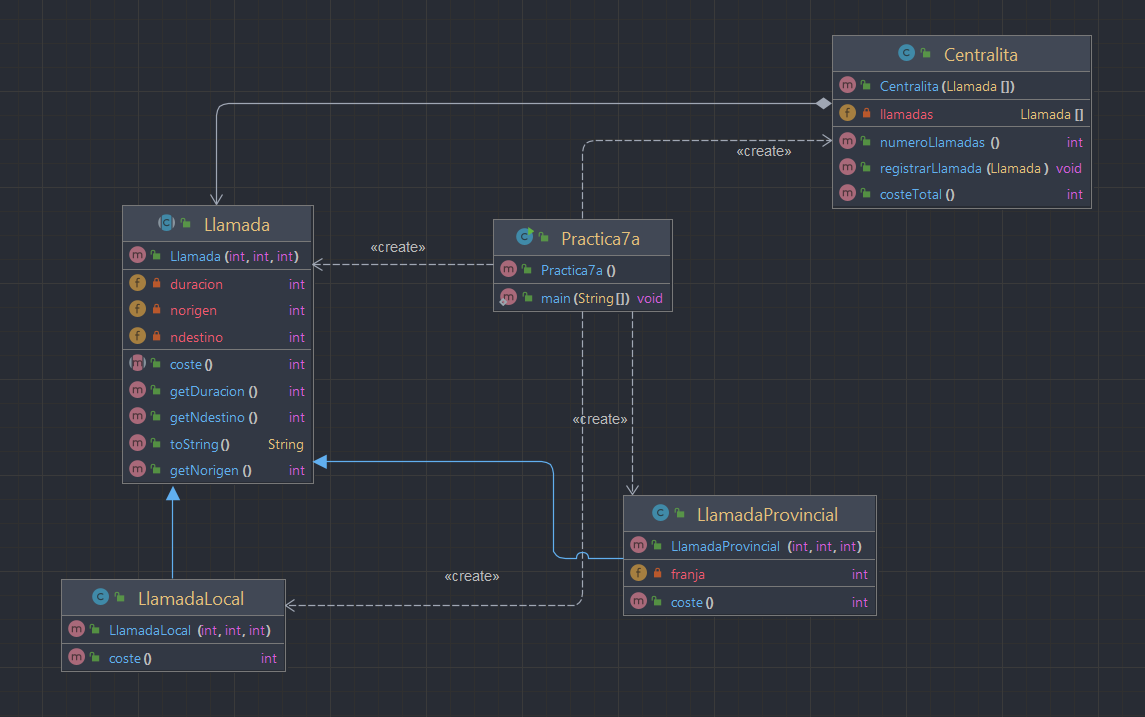 Centralita
Centralita (Llamada [])
llamadas Llamada []
numeroLlamadas () int
registrarLlamada (Llamada ) void
costeTotal () int
«create»
Llamada
Llamada (int, int, int)
duracion int
norigen int
ndestino int
coste () int
getDuracion () int
getNdestino () int
toString () String
getNorigen () int
«create»
Practica7a
Practica7a ()
main (String[]) void
«create»
LlamadaProvincial
LlamadaProvincial (int, int, int)
franja int
coste () int
«create»
LlamadaLocal
LlamadaLocal (int, int, int)
coste () int